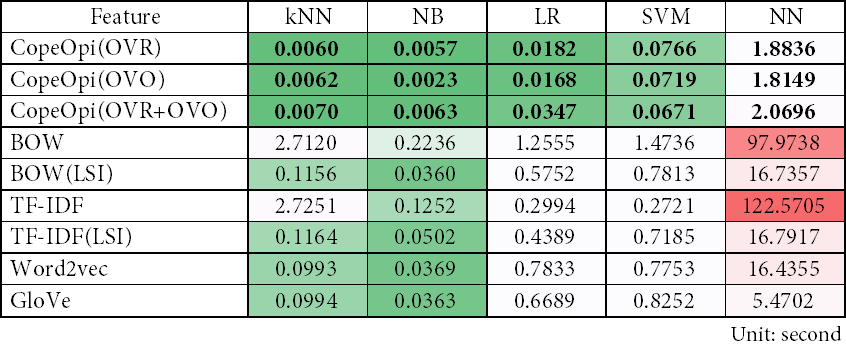 Feature kNN NB LR SVM NN
CopeOpi(OVR) 0.0060 0.0057 0.0182 0.0766 1.8836
CopeOpi(OVO) 0.0062 0.0023 0.0168 0.0719 1.8149
CopeOpi(OVR+OVO) 0.0070 0.0063 0.0347 0.0671 2.0696
BOW 2.7120 0.2236 1.2555 1.4736 97.9738
BOW(LSI) 0.1156 0.0360 0.5752 0.7813 16.7357
TF-IDF 2.7251 0.1252 0.2994 0.2721 122.5705
TF-IDF(LSI) 0.1164 0.0502 0.4389 0.7185 16.7917
Word2vec 0.0993 0.0369 0.7833 0.7753 16.4355
GloVe 0.0994 0.0363 0.6689 0.8252 5.4702
Unit: second